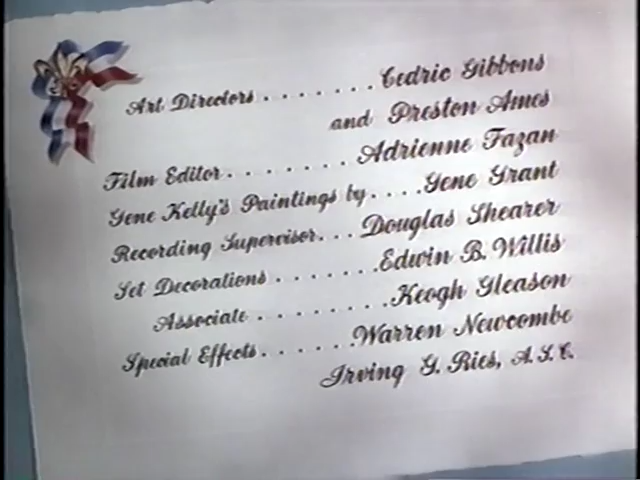 Art Directors . . . . . . . Cedric Gibbons
and Preston Ames
Film Editor . . . . . . . Adrienne Fazan
Gene Kelly's Paintings by . . . . Gene Grant
Recording Supervisor. . . Douglas Shearer
Set Decorations . . . . . . . Edwin B. Willis
Associate . . . . . . . . Keogh Gleason
Special Effects . . . . . . Warren Newcombe
Irving G. Ries, A.S.C.